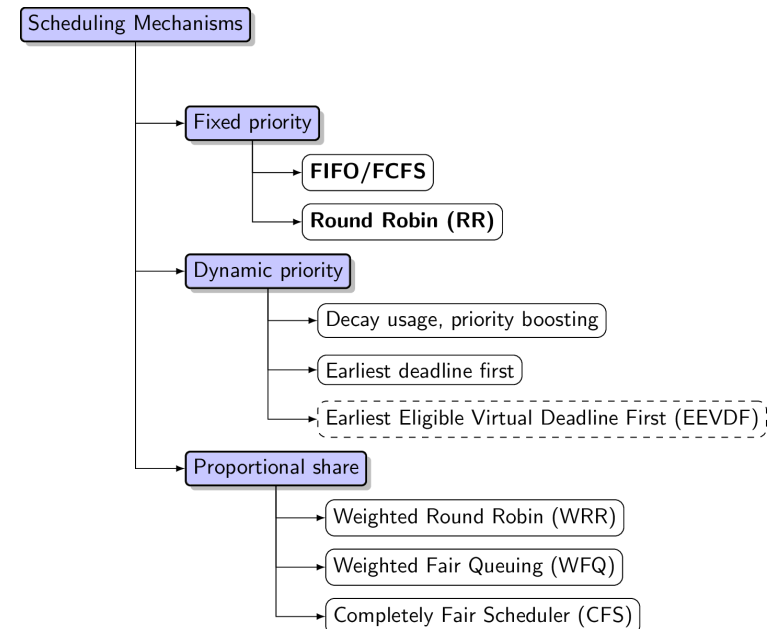 Scheduling Mechanisms
Fixed priority
FIFO/FCFS
Round Robin (RR)
Dynamic priority
Decay usage, priority boosting
Earliest deadline first
Earliest Eligible Virtual Deadline First (EEVDF)
Proportional share
Weighted Round Robin (WRR)
Weighted Fair Queuing (WFQ)
Completely Fair Scheduler (CFS)